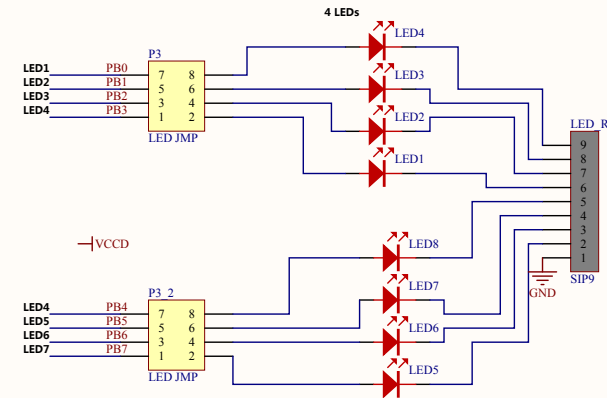 4 LEDs
LED4
P3
LED1 PB0 7 8
LED2 PB1 5 6 LED3
LED3 PB2 3 4 LED2
LED4 PB3 1 2
LED JMP
LED1
LED_R
9
8
7
6
5
4
3
2
1
GND
SIP9
VCCD
LED8
LED7
P3_2
LED4 PB4 7 8
LED5 PB5 5 6 LED6
LED6 PB6 3 4
LED7 PB7 1 2 LED5
LED JMP